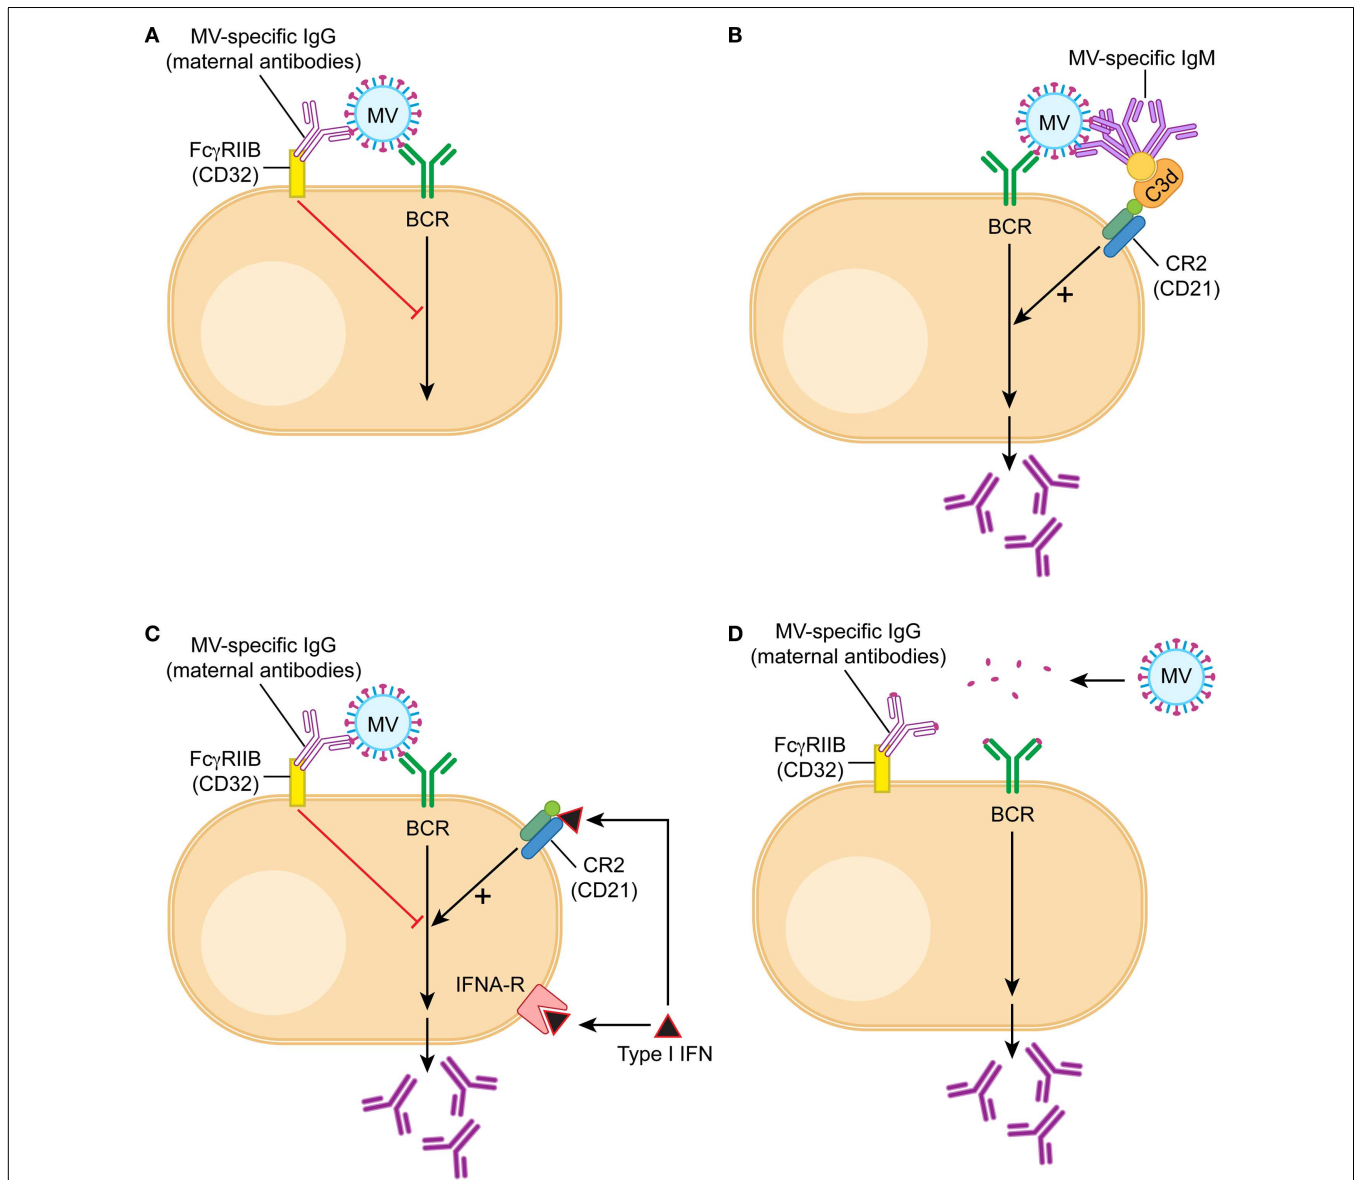 A
MV-specific IgG
(maternal antibodies)
MV
FcγRIIB
(CD32)
BCR
B
MV-specific IgM
MV
C3d
BCR
CR2
(CD21)
+
C
MV-specific IgG
(maternal antibodies)
MV
FcγRIIB
(CD32)
BCR
CR2
(CD21)
+
IFNA-R
Type I IFN
D
MV-specific IgG
(maternal antibodies)
MV
FcγRIIB
(CD32)
BCR